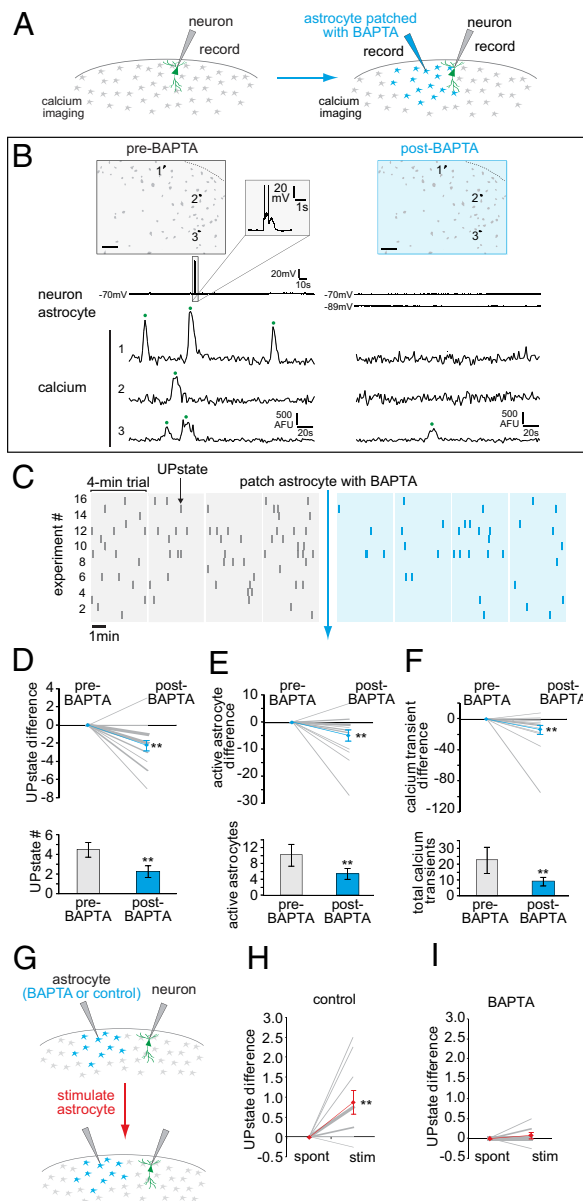 A
neuron
record
calcium imaging
astrocyte patched with BAPTA
record
neuron
record
calcium imaging
B
pre-BAPTA
post-BAPTA
1
2
3
20 mV
1s
1
2
3
neuron
-70mV
20mV
10s
-70mV
astrocyte
-89mV
calcium
1
2
3
500 AFU
20s
500 AFU
20s
C
4-min trial
UPstate
patch astrocyte with BAPTA
experiment #
16
14
12
10
8
6
4
2
1min
D
pre-BAPTA
post-BAPTA
UPstate difference
4
2
0
-2
-4
-6
-8
**
UPstate #
6
4
2
0
**
pre-BAPTA
post-BAPTA
E
pre-BAPTA
post-BAPTA
active astrocyte difference
10
0
-10
-20
-30
**
active astrocytes
12
8
4
0
**
pre-BAPTA
post-BAPTA
F
pre-BAPTA
post-BAPTA
calcium transient difference
40
0
-40
-80
-120
**
total calcium transients
30
20
10
0
**
pre-BAPTA
post-BAPTA
G
astrocyte
(BAPTA or control)
neuron
stimulate astrocyte
H
control
UPstate difference
3.0
2.5
2.0
1.5
1.0
0.5
0
-0.5
**
spont
stim
I
BAPTA
UPstate difference
3.0
2.5
2.0
1.5
1.0
0.5
0
-0.5
spont
stim